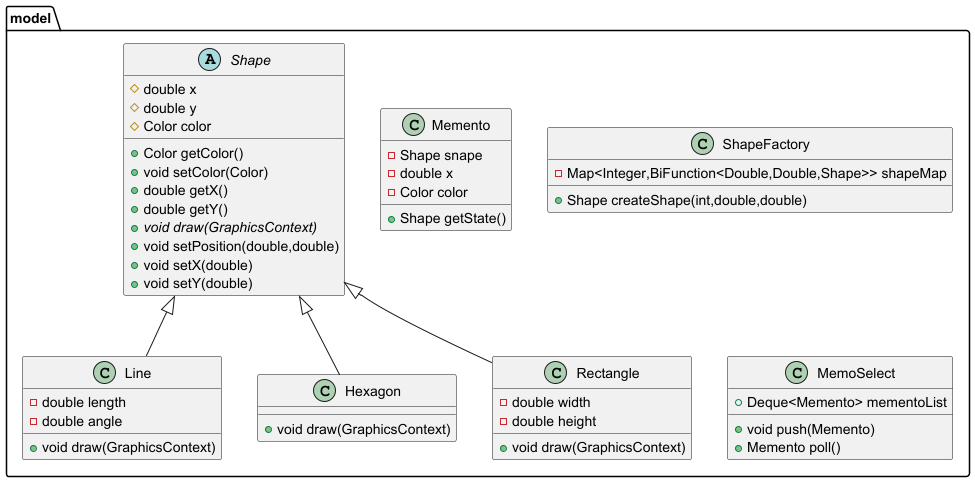 model
A Shape
double x
double y
Color color
Color getColor()
void setColor(Color)
double getX()
double getY()
void draw(GraphicsContext)
void setPosition(double,double)
void setX(double)
void setY(double)
C Memento
Shape snape
double x
Color color
Shape getState()
C ShapeFactory
Map<Integer,BiFunction<Double,Double,Shape>> shapeMap
Shape createShape(int,double,double)
C Line
double length
double angle
void draw(GraphicsContext)
C Hexagon
void draw(GraphicsContext)
C Rectangle
double width
double height
void draw(GraphicsContext)
C MemoSelect
Deque<Memento> mementoList
void push(Memento)
Memento poll()